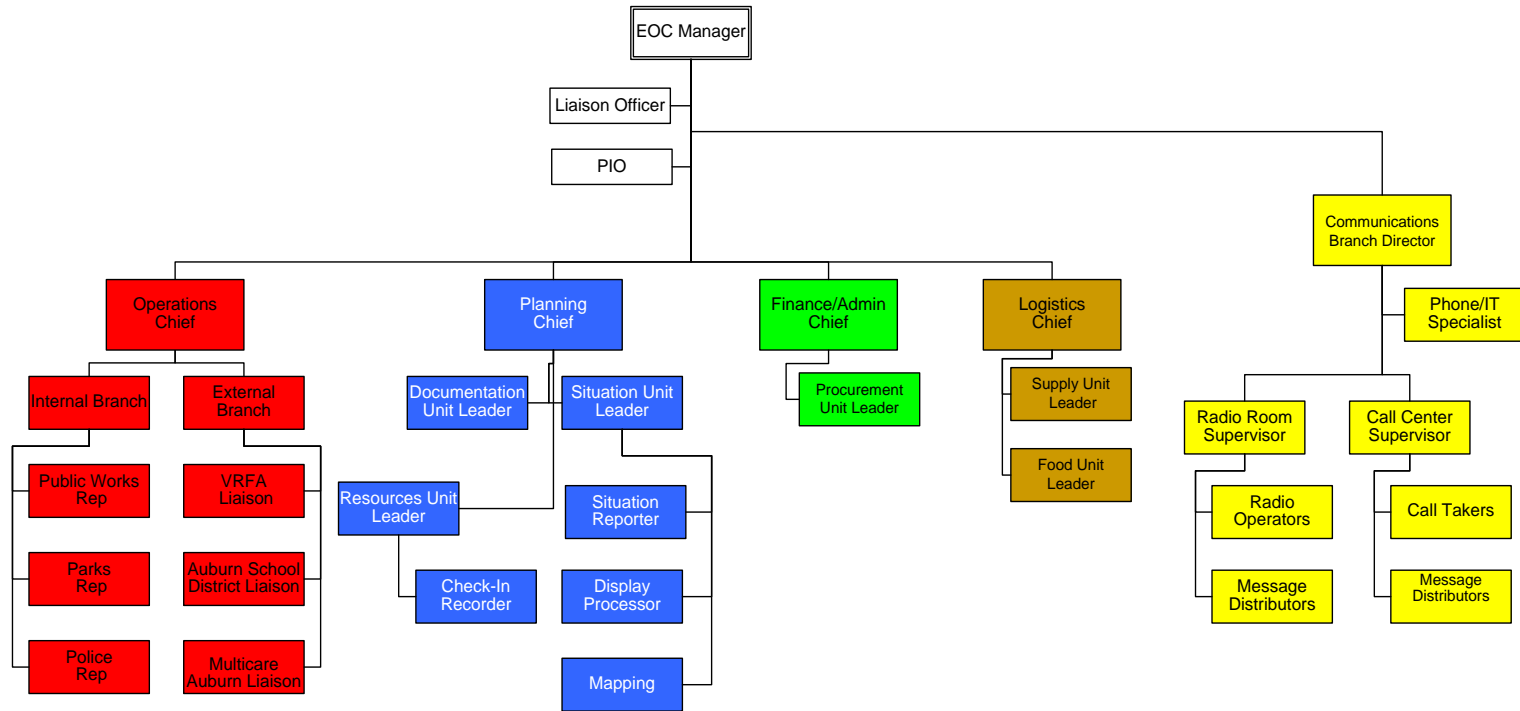 EOC Manager
Liaison Officer
PIO
Communications
Branch Director
Operations
Chief
Planning
Chief
Finance/Admin
Chief
Logistics
Chief
Phone/IT
Specialist
Internal Branch
External
Branch
Documentation
Unit Leader
Situation Unit
Leader
Procurement
Unit Leader
Supply Unit
Leader
Radio Room
Supervisor
Call Center
Supervisor
Public Works
Rep
VRFA
Liaison
Resources Unit
Leader
Situation
Reporter
Food Unit
Leader
Radio
Operators
Call Takers
Parks
Rep
Auburn School
District Liaison
Check-In
Recorder
Display
Processor
Message
Distributors
Message
Distributors
Police
Rep
Multicare
Auburn Liaison
Mapping